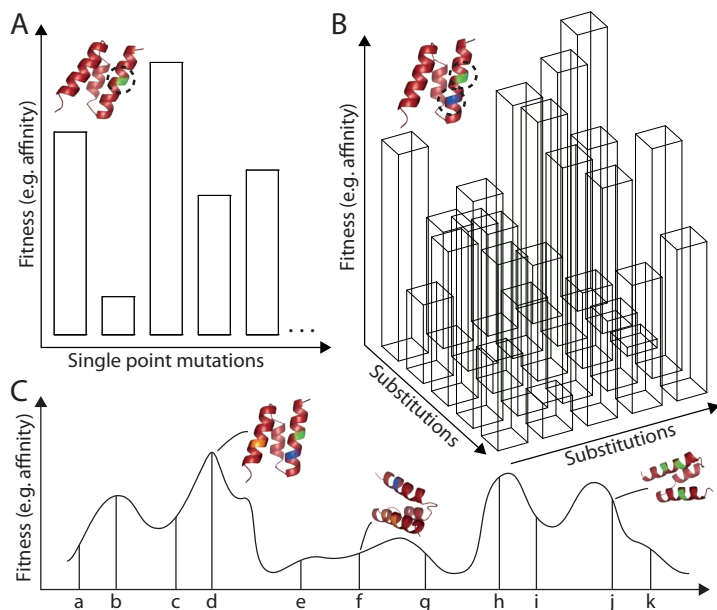 A
Fitness (e.g. affinity)
Single point mutations
...
B
Fitness (e.g. affinity)
Substitutions
Substitutions
C
Fitness (e.g. affinity)
a b c d e f g h i j k